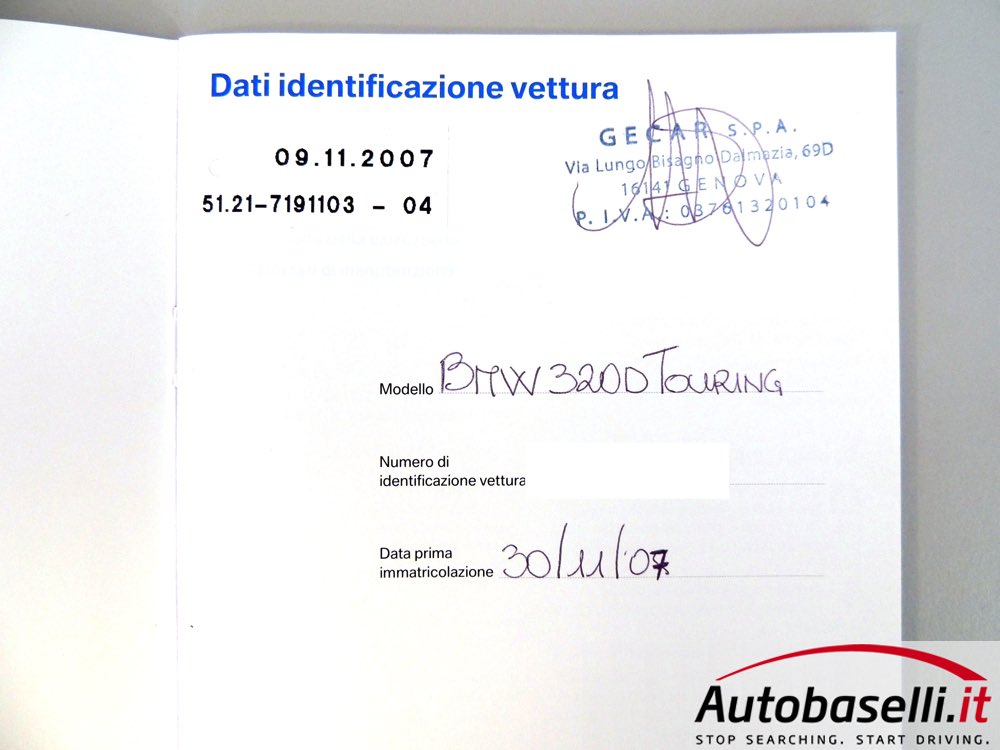 Dati identificazione vettura
09.11.2007
51.21-7191103 - 04
GECAR S.P.A.
Via Lungo Bisagno Dalmazia, 69D
16141 GENOVA
P. I.V.A.: 03761320104
Modello BMW 320D TOURING
Numero di
identificazione vettura
Data prima
immatricolazione 30/11/07
Autobaselli.it
STOP SEARCHING. START DRIVING.